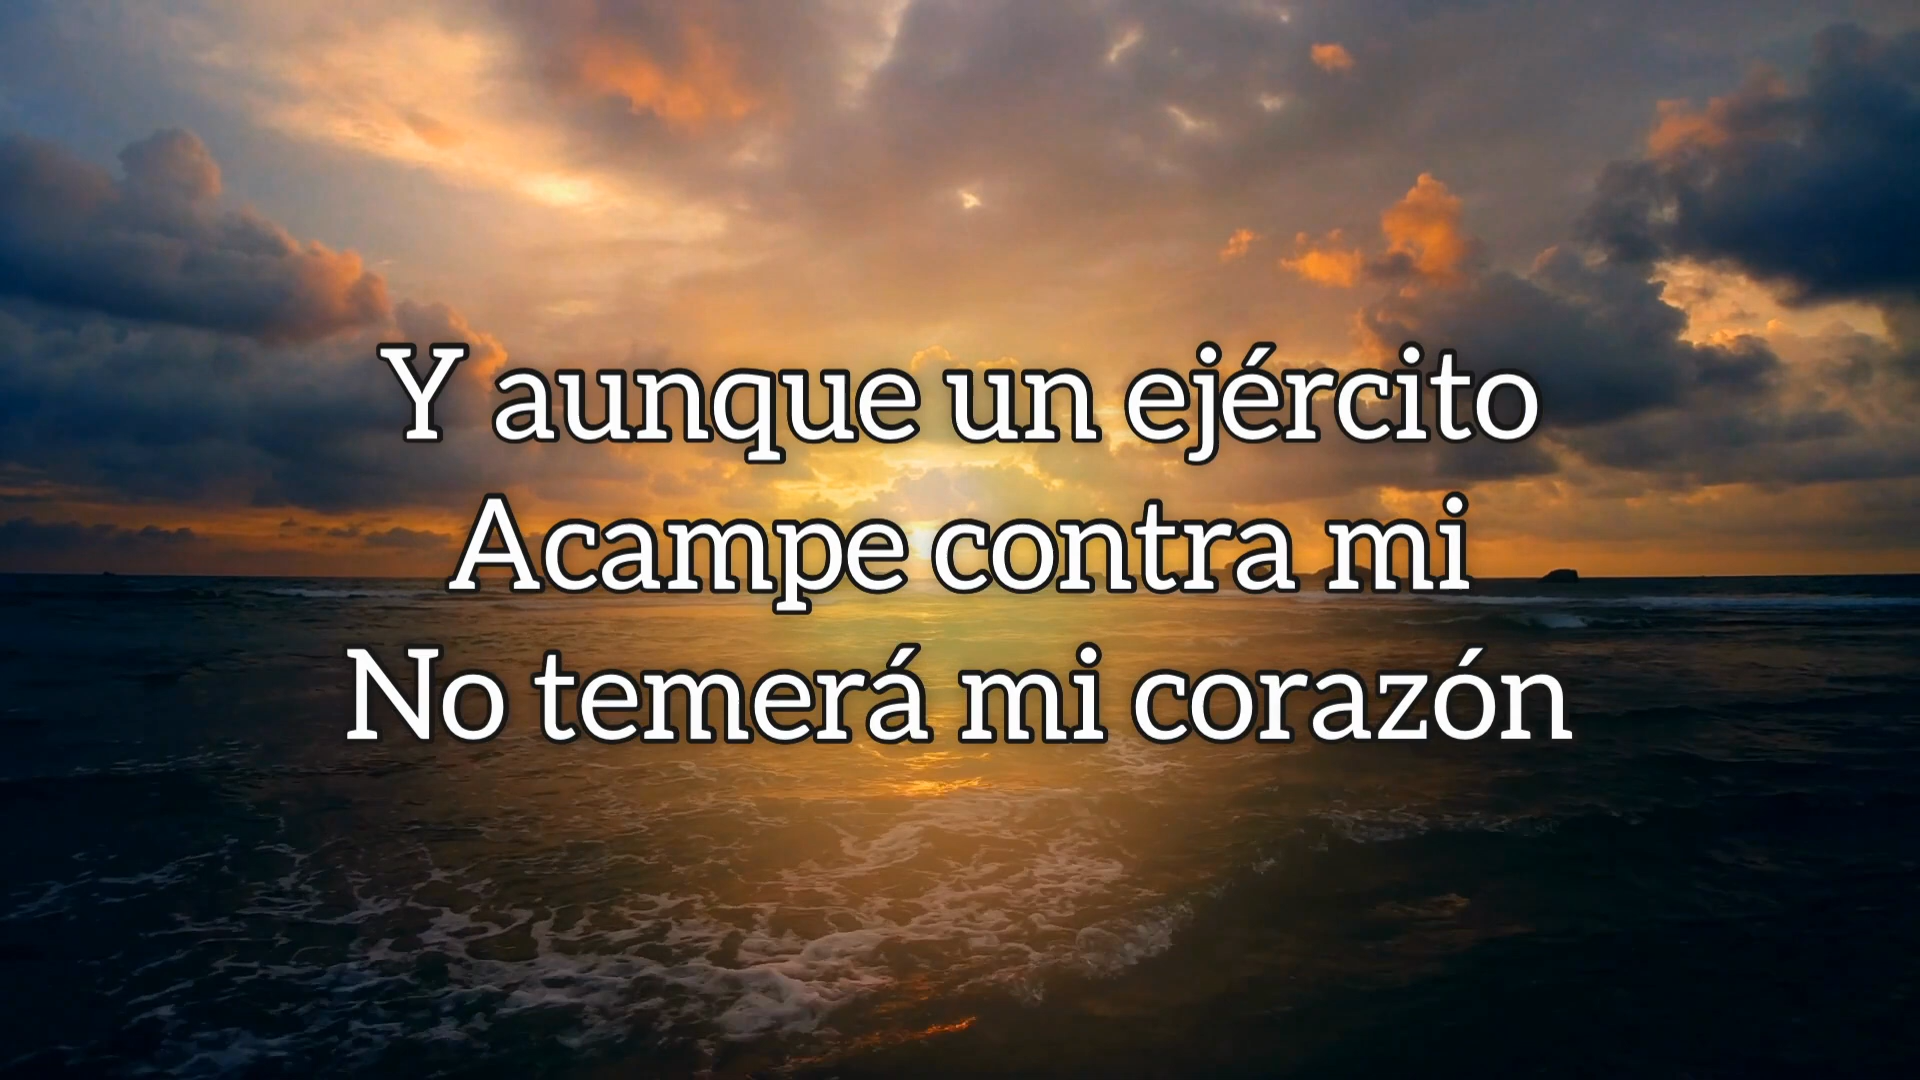 Y aunque un ejército
Acampe contra mi
No temerá mi corazón